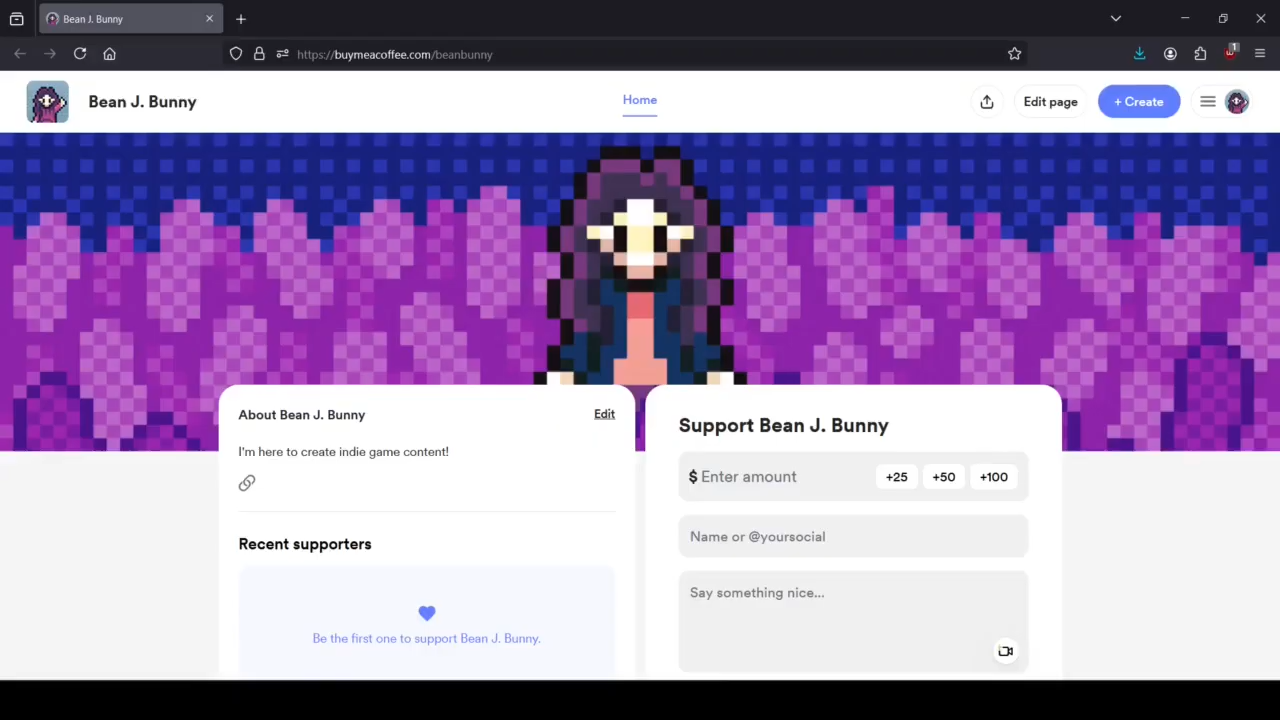 Bean J. Bunny
https://buymeacoffee.com/beanbunny
1
Bean J. Bunny
Home
Edit page
+ Create
About Bean J. Bunny
Edit
I'm here to create indie game content!
Recent supporters
Be the first one to support Bean J. Bunny.
Support Bean J. Bunny
$ Enter amount +25 +50 +100
Name or @yoursocial
Say something nice...